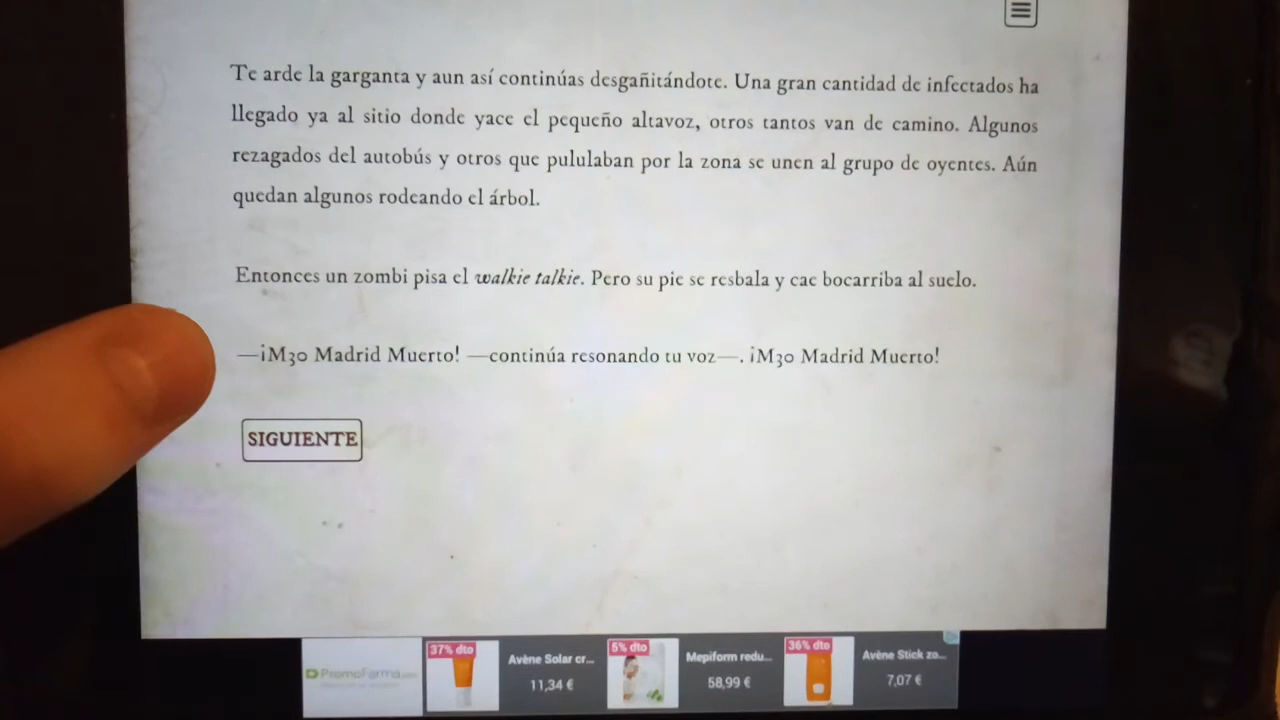 Te arde la garganta y aun así continúas desgañitándote. Una gran cantidad de infectados ha
llegado ya al sitio donde yace el pequeño altavoz, otros tantos van de camino. Algunos
rezagados del autobús y otros que pululaban por la zona se unen al grupo de oyentes. Aún
quedan algunos rodeando el árbol.
Entonces un zombi pisa el walkie talkie. Pero su pie se resbala y cae bocarriba al suelo.
—¡M30 Madrid Muerto! —continúa resonando tu voz—. ¡M30 Madrid Muerto!
SIGUIENTE
PromoFarma.com
37% dto
Avène Solar cr...
11,34 €
5% dto
Mepiform redu...
58,99 €
36% dto
Avène Stick zo...
7,07 €